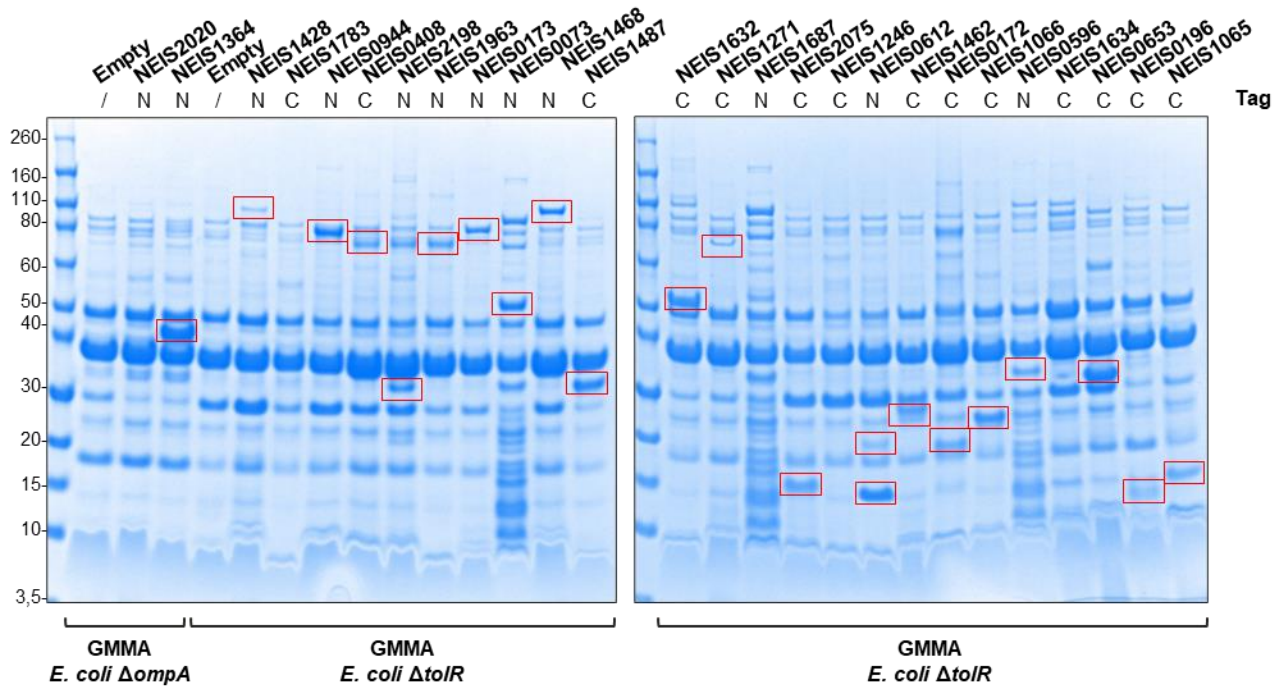 Empty NEIS2020 NEIS1364 Empty NEIS1428 NEIS1783 NEIS0944 NEIS0408 NEIS2198 NEIS1963 NEIS0173 NEIS0073 NEIS1468 NEIS1487
NEIS1632 NEIS1271 NEIS1687 NEIS2075 NEIS1246 NEIS0612 NEIS1462 NEIS0172 NEIS1066 NEIS0596 NEIS1634 NEIS0653 NEIS0196 NEIS1065
/ N N / N C N C N N N N N C
C C N C C N C C C N C C C C Tag
260
160
110
80
60
50
40
30
20
15
10
3,5
GMMA
E. coli ΔompA
GMMA
E. coli ΔtolR
GMMA
E. coli ΔtolR